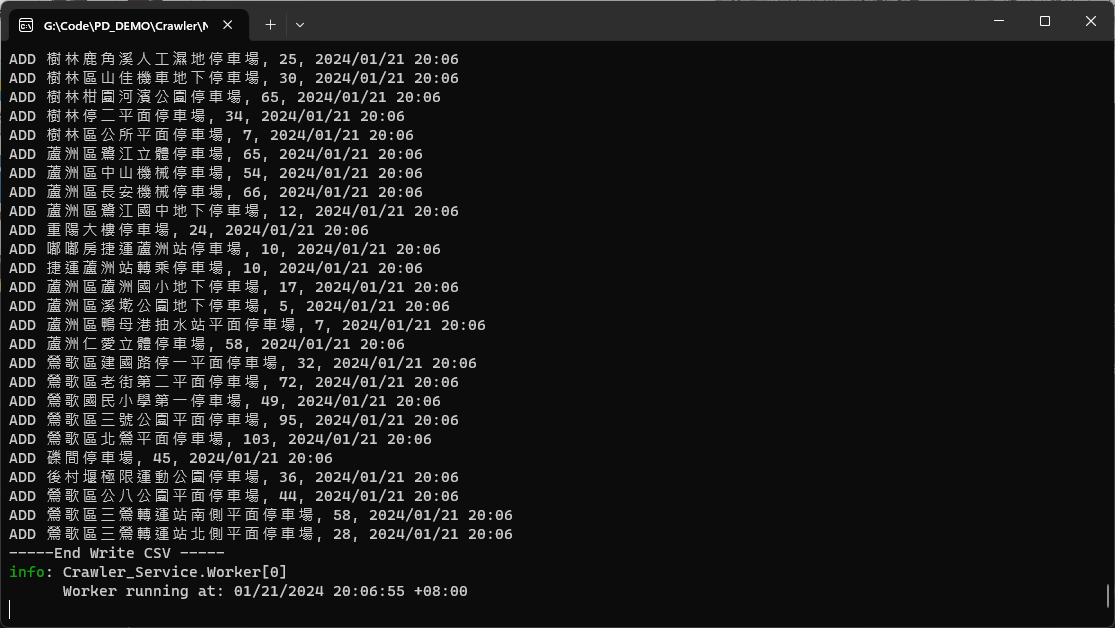 G:\Code\PD_DEMO\Crawler\N
ADD 樹林鹿角溪人工濕地停車場, 25, 2024/01/21 20:06
ADD 樹林區山佳機車地下停車場, 30, 2024/01/21 20:06
ADD 樹林柑園河濱公園停車場, 65, 2024/01/21 20:06
ADD 樹林停二平面停車場, 34, 2024/01/21 20:06
ADD 樹林區公所平面停車場, 7, 2024/01/21 20:06
ADD 蘆洲區鷺江立體停車場, 65, 2024/01/21 20:06
ADD 蘆洲區中山機械停車場, 54, 2024/01/21 20:06
ADD 蘆洲區長安機械停車場, 66, 2024/01/21 20:06
ADD 蘆洲區鷺江國中地下停車場, 12, 2024/01/21 20:06
ADD 重陽大樓停車場, 24, 2024/01/21 20:06
ADD 嘟嘟房捷運蘆洲站停車場, 10, 2024/01/21 20:06
ADD 捷運蘆洲站轉乘停車場, 10, 2024/01/21 20:06
ADD 蘆洲區蘆洲國小地下停車場, 17, 2024/01/21 20:06
ADD 蘆洲區溪墘公園地下停車場, 5, 2024/01/21 20:06
ADD 蘆洲區鴨母港抽水站平面停車場, 7, 2024/01/21 20:06
ADD 蘆洲仁愛立體停車場, 58, 2024/01/21 20:06
ADD 鶯歌區建國路停一平面停車場, 32, 2024/01/21 20:06
ADD 鶯歌區老街第二平面停車場, 72, 2024/01/21 20:06
ADD 鶯歌國民小學第一停車場, 49, 2024/01/21 20:06
ADD 鶯歌區三號公園平面停車場, 95, 2024/01/21 20:06
ADD 鶯歌區北鶯平面停車場, 103, 2024/01/21 20:06
ADD 磜間停車場, 45, 2024/01/21 20:06
ADD 後村堰極限運動公園停車場, 36, 2024/01/21 20:06
ADD 鶯歌區公八公園平面停車場, 44, 2024/01/21 20:06
ADD 鶯歌區三鶯轉運站南側平面停車場, 58, 2024/01/21 20:06
ADD 鶯歌區三鶯轉運站北側平面停車場, 28, 2024/01/21 20:06
-----End Write CSV -----
info: Crawler_Service.Worker[0]
Worker running at: 01/21/2024 20:06:55 +08:00